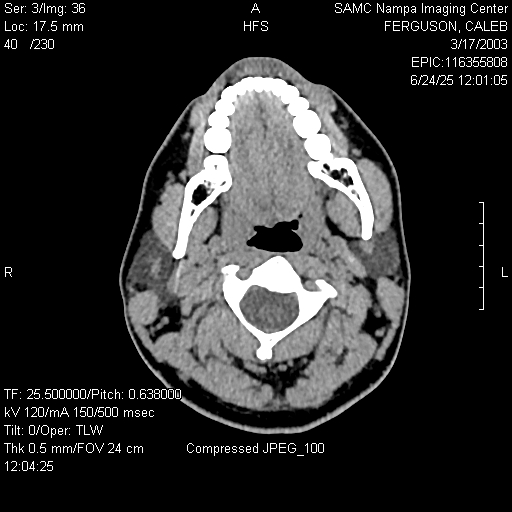 Ser: 3/Img: 36
Loc: 17.5 mm
40 /230
A
HFS
SAMC Nampa Imaging Center
FERGUSON, CALEB
3/17/2003
EPIC:116355808
6/24/25 12:01:05
R
L
TF: 25.500000/Pitch: 0.638000
kV 120/mA 150/500 msec
Tilt: 0/Oper: TLW
Thk 0.5 mm/FOV 24 cm
12:04:25
Compressed JPEG_100